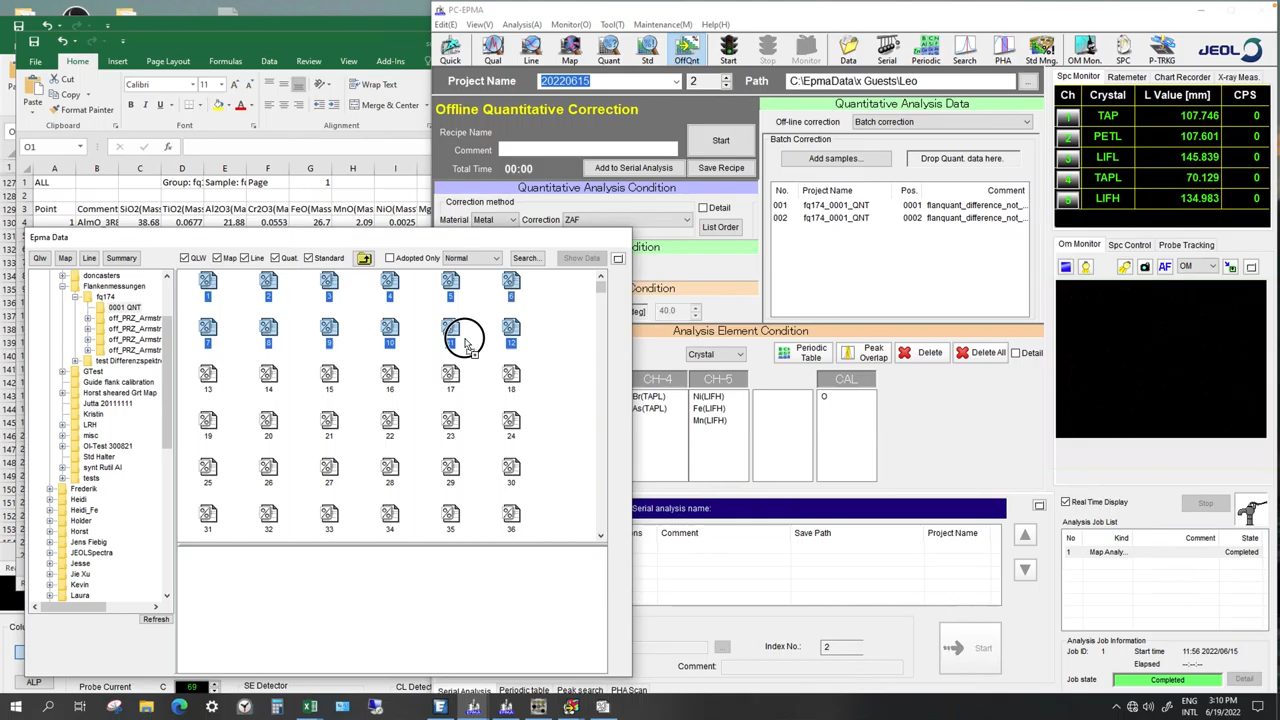 PC-EPMA
Edit(E) View(V) Analysis(A) Monitor(O) Tool(T) Maintenance(M) Help(H)
Quick Qual Line Map Quant Std OffQnt Start Stop Monitor Data Serial Periodic Search PHA Std Mng. OM Mon. SPC P-TRKG JEOL
File Home Insert Page Layout Formulas Data Review View Add-ins
Cut
Copy
Format Painter
Paste
Calibri 11
Merge & Center
Clipboard Font Alignment
O1
A B C D E F G H I
127 1 ALL Group: fq: Sample: fc Page 1
129 3 Point Comment SiO2(Mas TiO2(Mas Al2O3(Ma Cr2O3(Ma FeO(Mass MnO(Mas NiO(Mass Mg
4 1 AlmO 38.68 0.0677 21.88 26.7 2.09 0.0025
Project Name 20220615 2 Path C:\EpmaData\x Guests\Leo ...
Offline Quantitative Correction
Recipe Name
Comment
Total Time 00:00
Start
Add to Serial Analysis Save Recipe
Quantitative Analysis Condition
Correction method
Material Metal Correction ZAF
Detail
List Order
Quantitative Analysis Data
Off-line correction Batch correction
Batch Correction
Add samples... Drop Quant. data here.
No. Project Name Pos. Comment
001 fq174_0001_QNT 0001 flanquant_difference_not_
002 fq174_0001_QNT 0002 flanquant_difference_not_
40.0
Analysis Element Condition
Crystal Periodic Table Peak Overlap Delete Delete All Detail
CH-4 CH-5 CAL
Br(TAPL) Ni(LIFH) O
As(TAPL) Fe(LIFH)
Mn(LIFH)
Serial analysis name:
Comment Save Path Project Name
Index No.: 2
Comment:
Start
Serial Analysis Periodic table Peak search PHA Scan
Spc Monitor Ratemeter Chart Recorder X-ray Meas.
Ch Crystal L Value [mm] CPS
1 TAP 107.746 0
2 PETL 107.601 0
3 LIFL 145.839 0
4 TAPL 70.129 0
5 LIFH 134.983 0
Om Monitor Spc Control Probe Tracking
AF OM
Real Time Display Stop
Analysis Job List
No Kind Comment State
1 Map Analy... Completed
Analysis Job Information
Job ID: 1 Start time 11:56 2022/06/15
Elapsed --:--:--
Job state Completed Detail
Epma Data
Qlw Map Line Summary
QLW Map Line Quat. Standard Adopted Only Normal Search... Show Data
doncasters
Flankenmessungen
fq174
0001 QNT
off_PRZ_Armstr
off_PRZ_Armstr
off_PRZ_Armstr
off_PRZ_Armstr
test Differenzspektr
GTest
Guide flank calibration
Horst sheared Grt Map
Jutta 20111111
Kristin
LRH
misc
Ol-Test 300821
Std Halter
synt Rutil Al
tests
Frederik
Heidi
Heidi_Fe
Holder
Horst
Jens Fiebig
JEOLSpectra
Jesse
Jie Xu
Kevin
Laura
Refresh
1 2 3 4 5 6
7 8 9 10 11 12
13 14 15 16 17 18
19 20 21 22 23 24
25 26 27 28 29 30
31 32 33 34 35 36
ALP
Probe Current 69 SE Detector
ENG
INTL
3:10 PM
6/19/2022